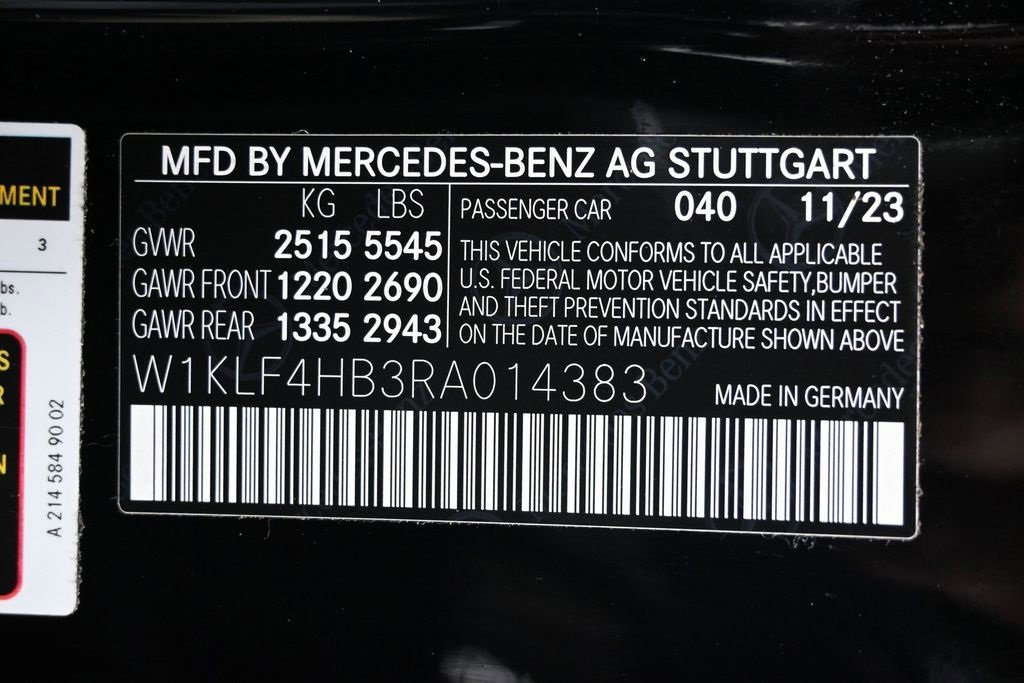 MFD BY MERCEDES-BENZ AG STUTTGART
KG LBS
GVWR 2515 5545
GAWR FRONT 1220 2690
GAWR REAR 1335 2943
PASSENGER CAR 040 11/23
THIS VEHICLE CONFORMS TO ALL APPLICABLE
U.S. FEDERAL MOTOR VEHICLE SAFETY,BUMPER
AND THEFT PREVENTION STANDARDS IN EFFECT
ON THE DATE OF MANUFACTURE SHOWN ABOVE
W1KLF4HB3RA014383
MADE IN GERMANY
MENT
3
bs.
b.
S
R
N
A 214 584 90 02